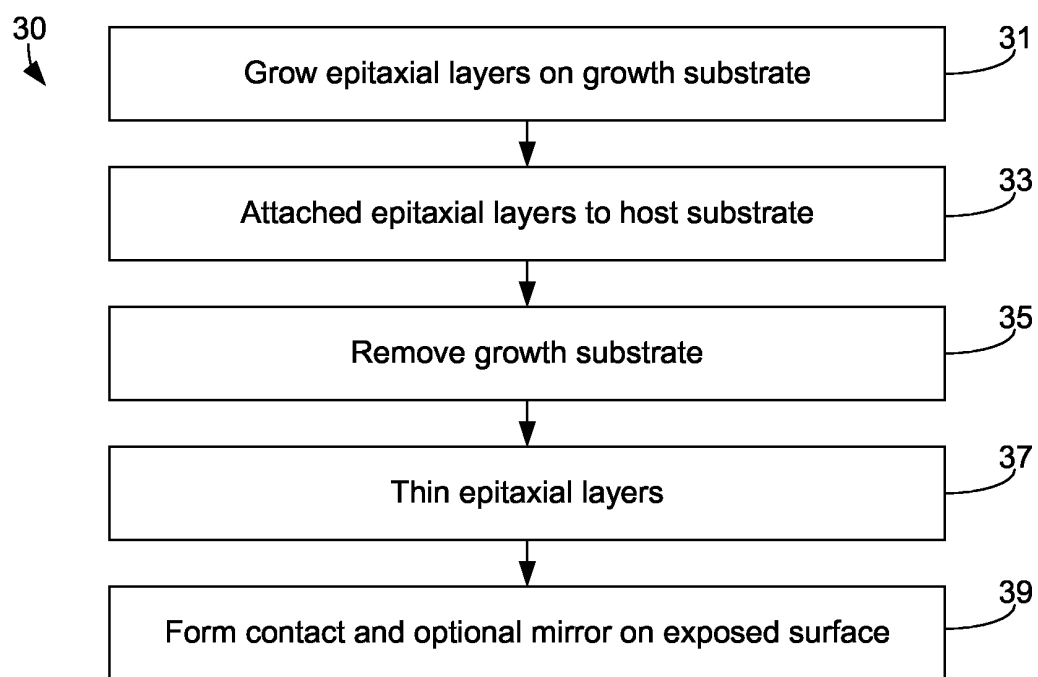 30
31
Grow epitaxial layers on growth substrate
33
Attached epitaxial layers to host substrate
35
Remove growth substrate
37
Thin epitaxial layers
39
Form contact and optional mirror on exposed surface